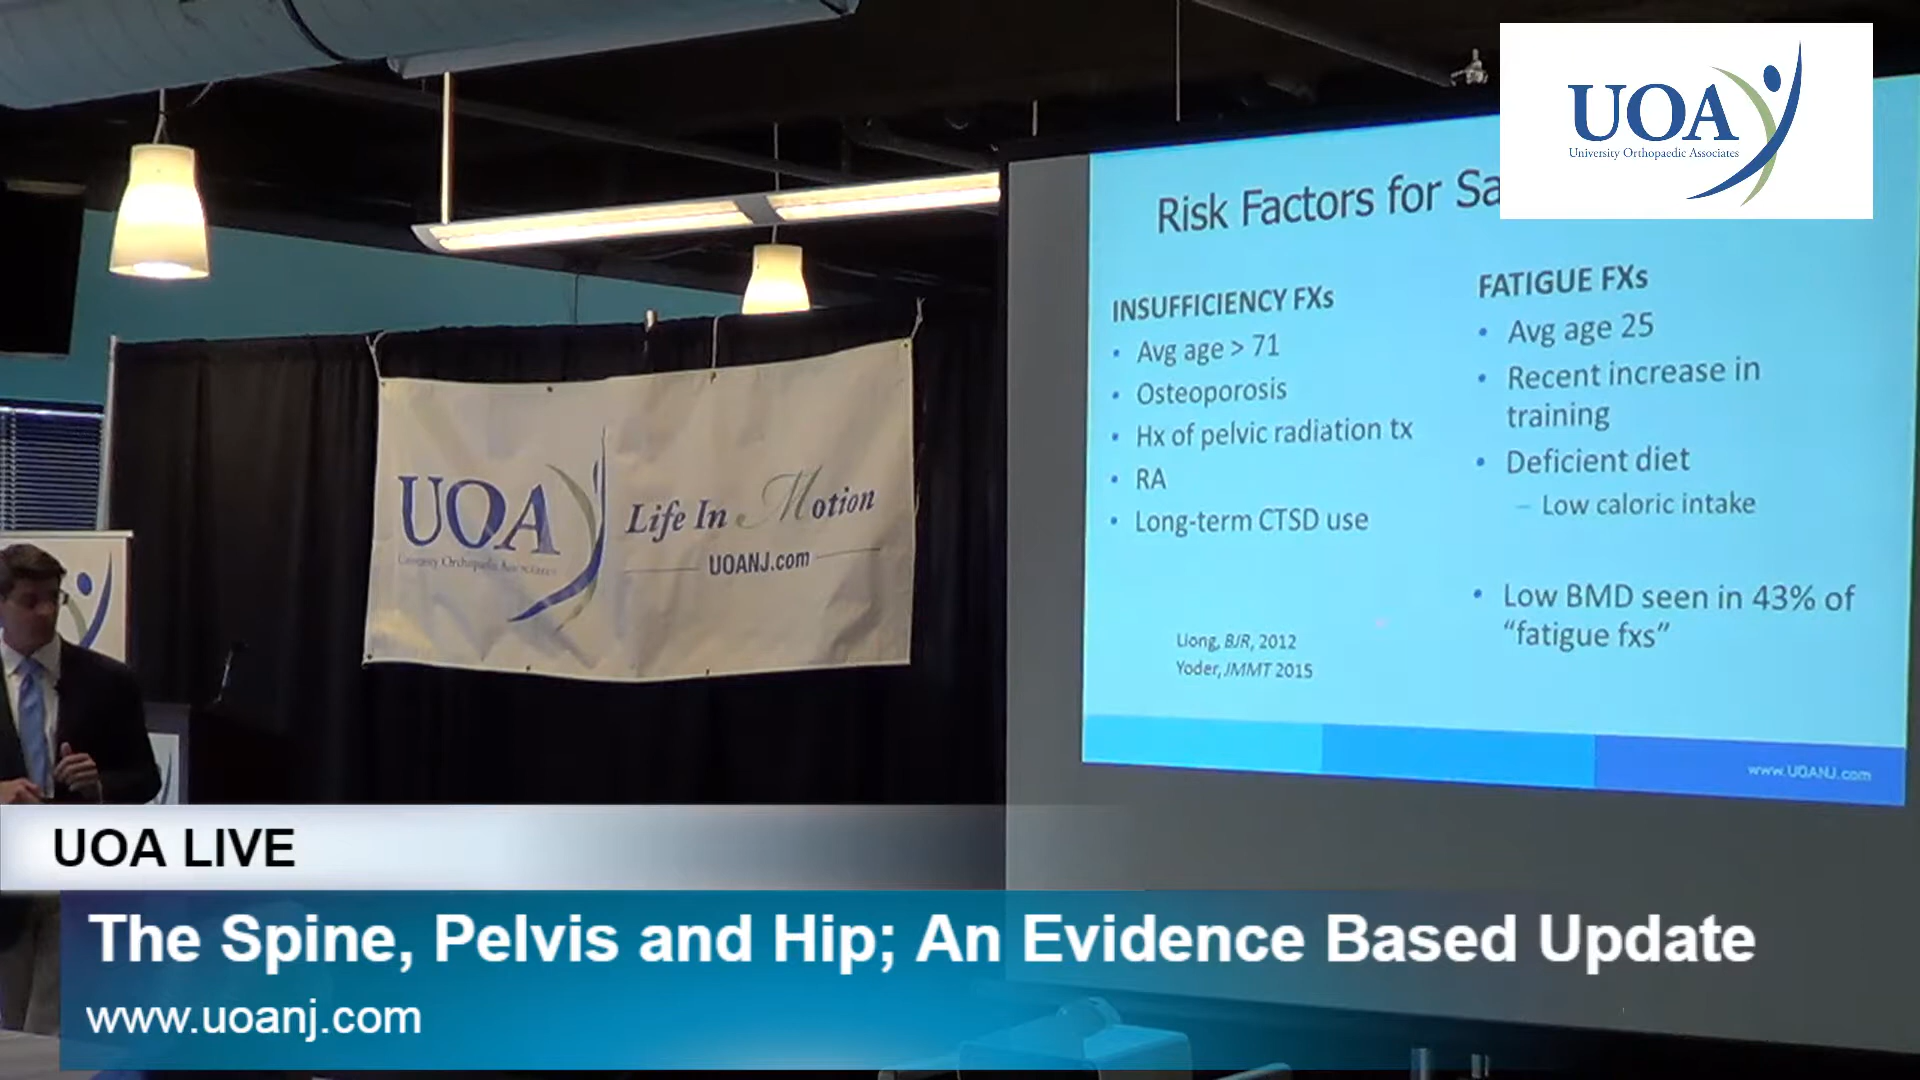 UOA
University Orthopaedic Associates
Risk Factors for Sa
INSUFFICIENCY FXs
• Avg age > 71
• Osteoporosis
• Hx of pelvic radiation tx
• RA
• Long-term CTSD use
Liong, BJR, 2012
Yoder, JMMT 2015
FATIGUE FXs
• Avg age 25
• Recent increase in
training
• Deficient diet
– Low caloric intake
• Low BMD seen in 43% of
“fatigue fxs”
www.UOANJ.com
UOA
University Orthopaedic Associates
Life In Motion
UOANJ.com
UOA LIVE
The Spine, Pelvis and Hip; An Evidence Based Update
www.uoanj.com